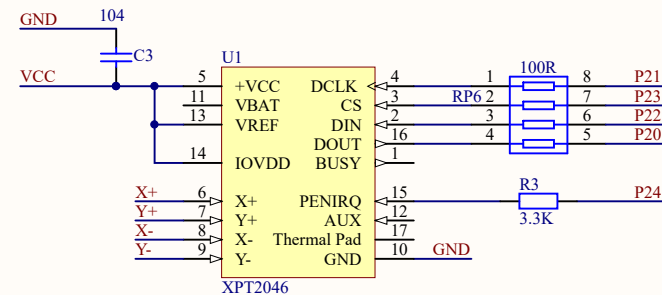 GND 104
C3
VCC
U1
5 +VCC DCLK 4 1 100R 8 P21
11 VBAT CS 3 RP6 2 7 P23
13 VREF DIN 2 3 6 P22
DOUT 16 4 5 P20
14 IOVDD BUSY 1
X+ 6 X+ PENIRQ 15 R3 P24
Y+ 7 Y+ AUX 12 3.3K
X- 8 X- Thermal Pad 17
Y- 9 Y- GND 10 GND
XPT2046